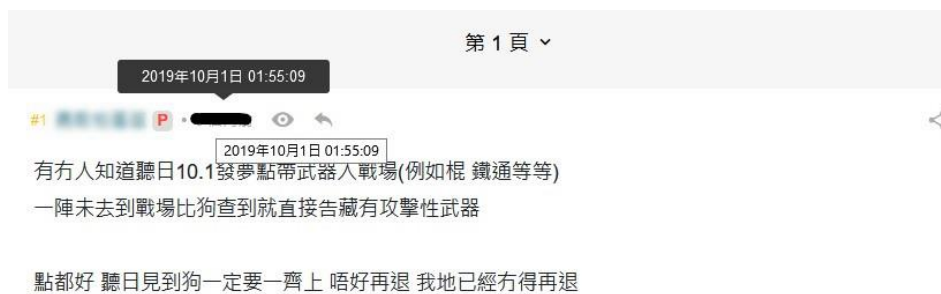 第 1 頁
2019年10月1日 01:55:09
#1 P •
2019年10月1日 01:55:09
有冇人知道聽日10.1發夢點帶武器入戰場(例如棍 鐵通等等)
一陣未去到戰場比狗查到就直接告藏有攻擊性武器
點都好 聽日見到狗一定要一齊上 唔好再退 我地已經冇得再退